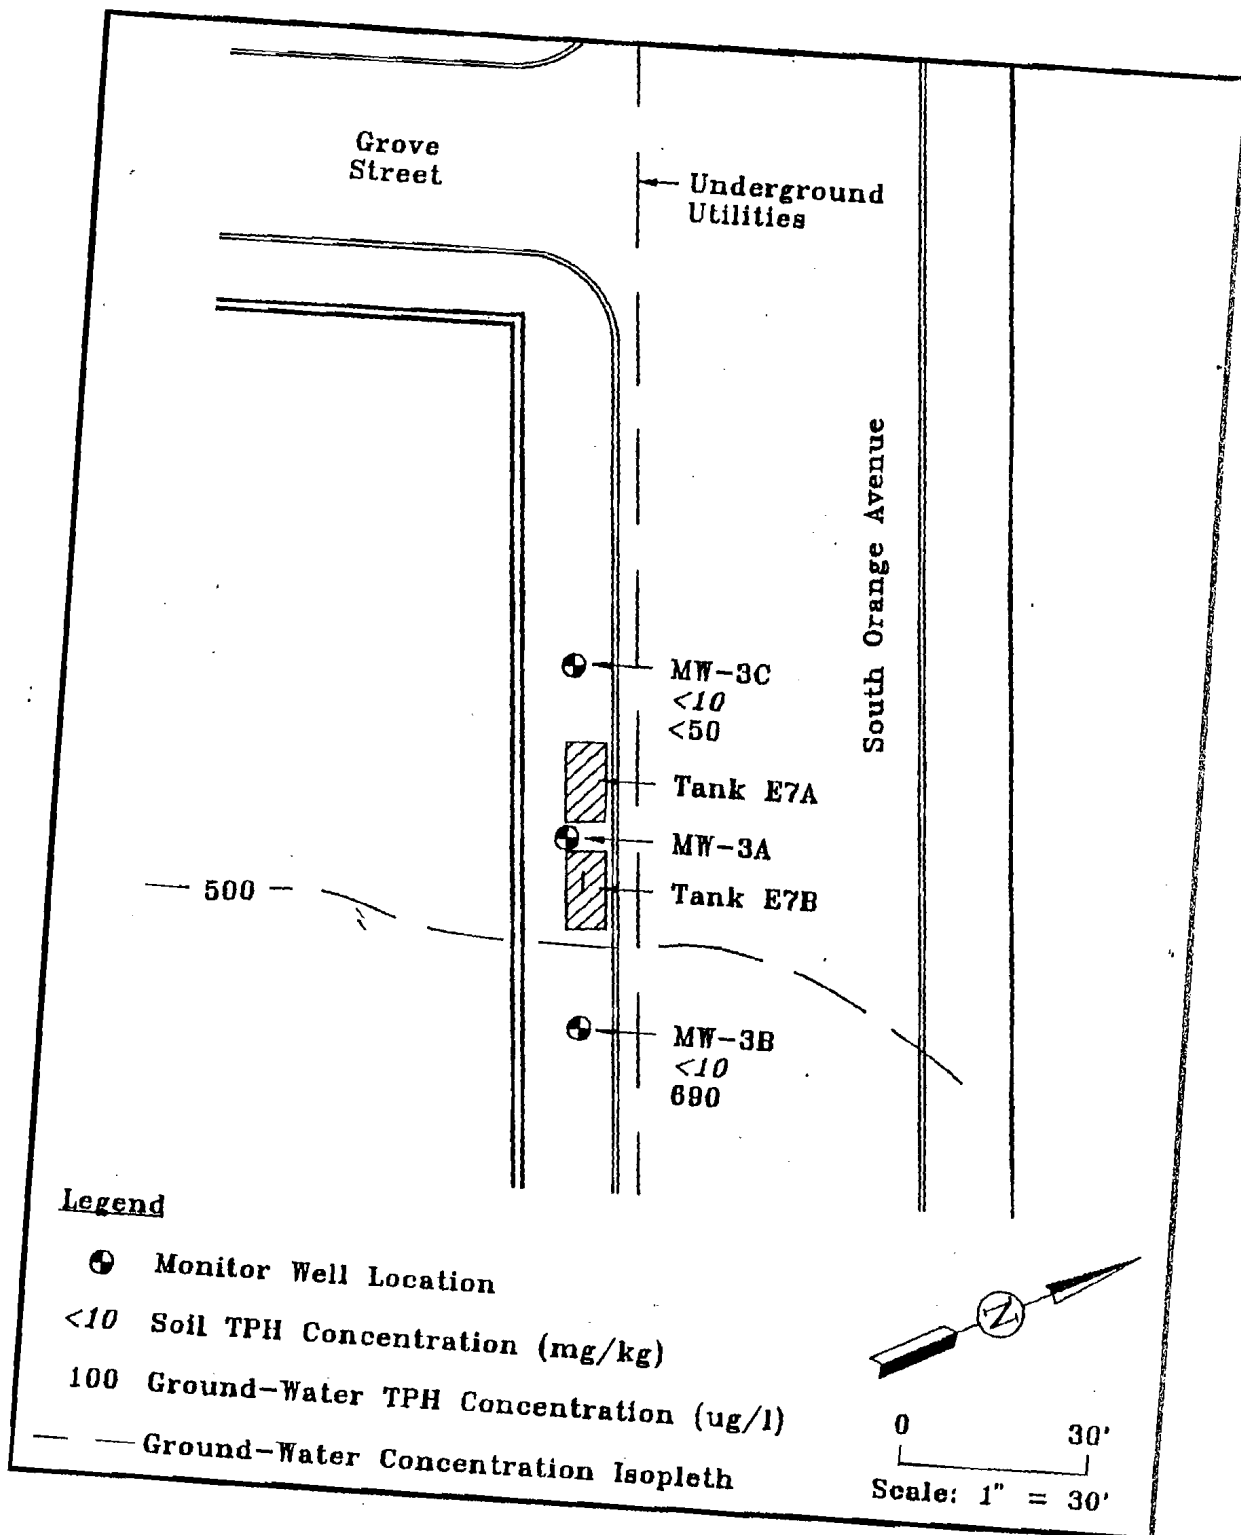 Grove
Street
Underground
Utilities
South Orange Avenue
MW-3C
<10
<50
Tank E7A
MW-3A
500
Tank E7B
MW-3B
<10
690
Legend
Monitor Well Location
<10 Soil TPH Concentration (mg/kg)
100 Ground-Water TPH Concentration (ug/l)
Ground-Water Concentration Isopleth
N
0 30'
Scale: 1" = 30'